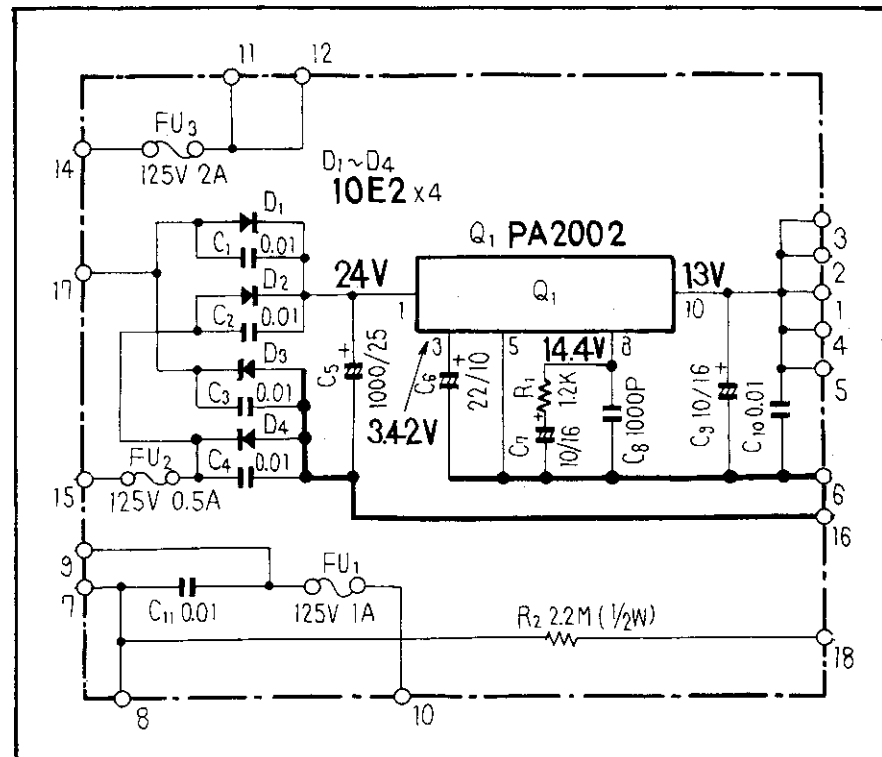 11 12
FU3
14
125V 2A
D1~D4
10E2 x4
D1
C1 0.01
Q1 PA2002
3
17
D2
24V
Q1
13V
2
C2 0.01
1
10
1
D3
3
5
14.4V
8
4
C3 0.01
C5 1000/25
C6 22/10
R1 1.2K
5
D4
3.42V
C7 10/16
C8 1000P
C9 10/16
C10 0.01
C4 0.01
FU2
15
125V 0.5A
6
16
9
FU1
7
C11 0.01
125V 1A
R2 2.2M (1/2W)
18
8
10
+
+
+
+